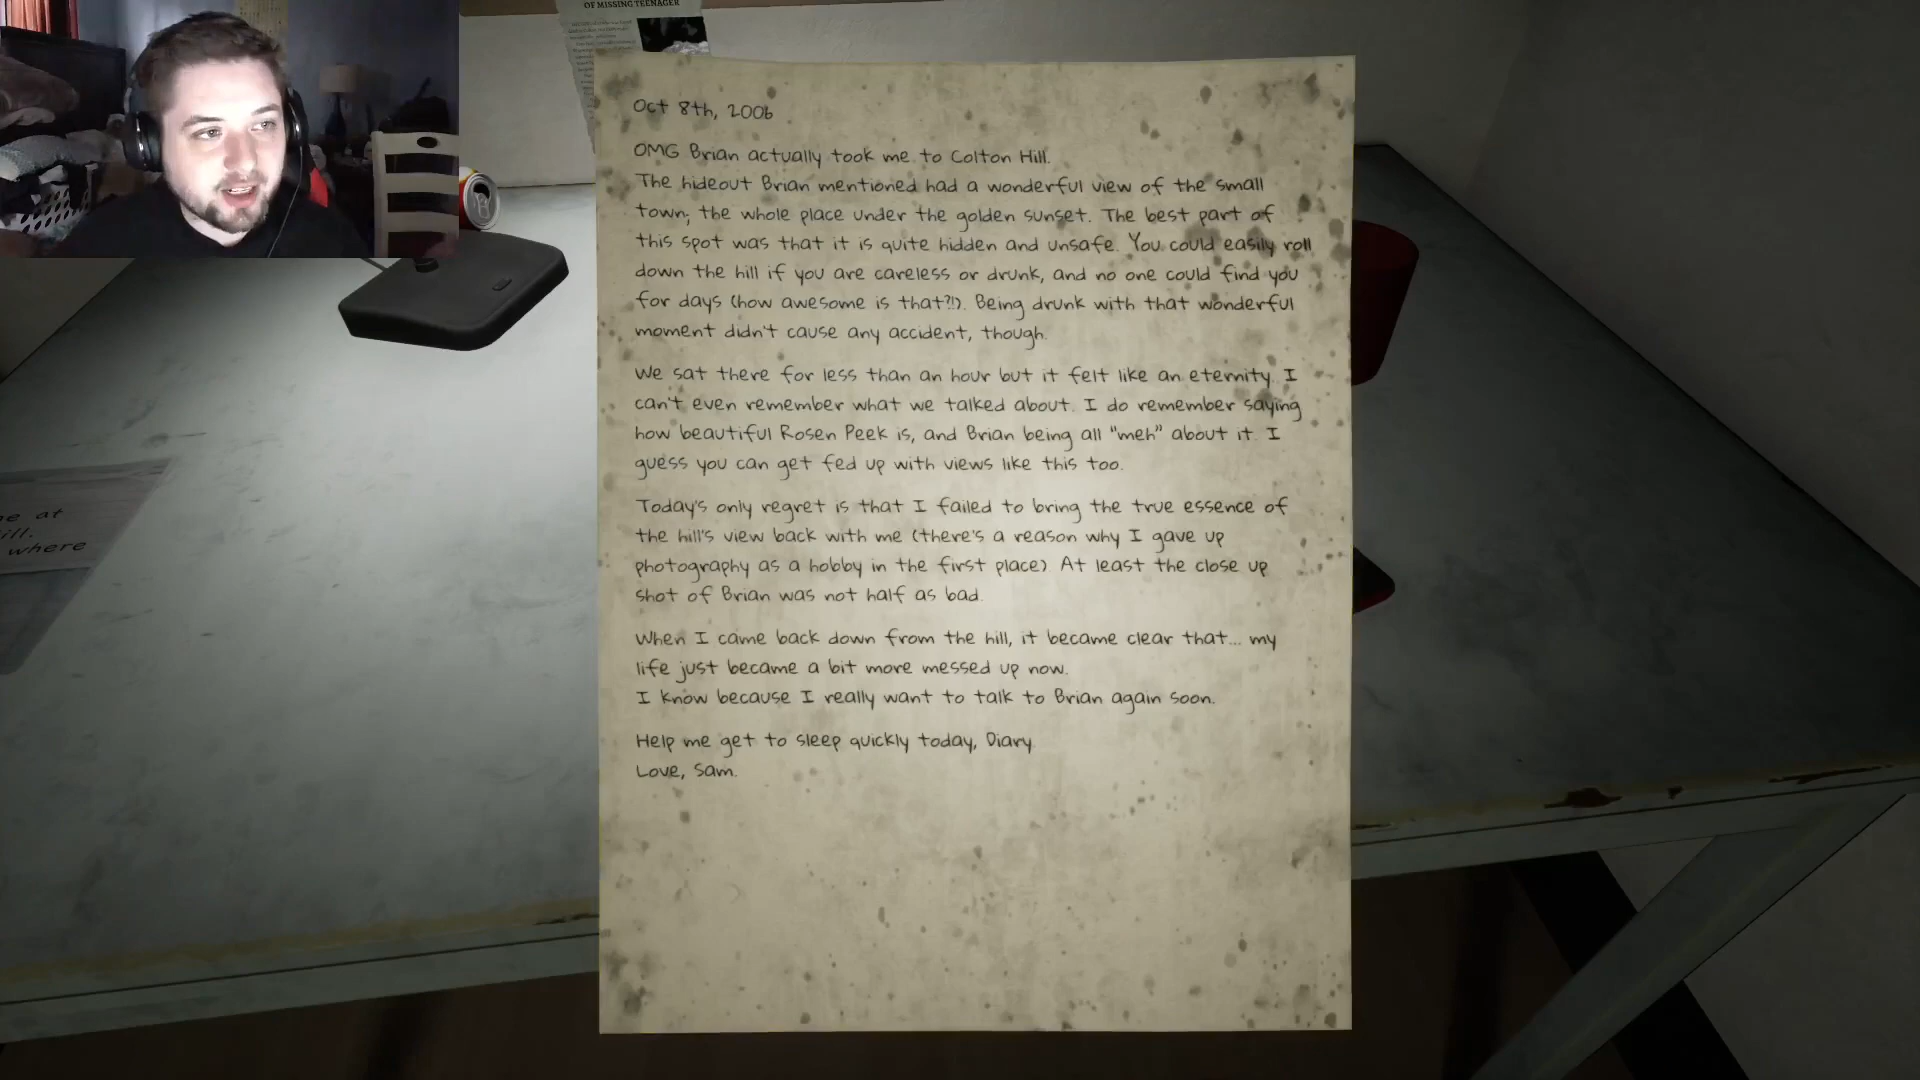 OF MISSING TEENAGER
Oct 8th, 2006
OMG Brian actually took me to Colton Hill.
The hideout Brian mentioned had a wonderful view of the small
town; the whole place under the golden sunset. The best part of
this spot was that it is quite hidden and unsafe. You could easily roll
down the hill if you are careless or drunk, and no one could find you
for days (how awesome is that?!). Being drunk with that wonderful
moment didn't cause any accident, though.
We sat there for less than an hour but it felt like an eternity. I
can't even remember what we talked about. I do remember saying
how beautiful Rosen Peek is, and Brian being all "meh" about it. I
guess you can get fed up with views like this too.
Today's only regret is that I failed to bring the true essence of
the hill's view back with me (there's a reason why I gave up
photography as a hobby in the first place). At least the close up
shot of Brian was not half as bad.
When I came back down from the hill, it became clear that... my
life just became a bit more messed up now.
I know because I really want to talk to Brian again soon.
Help me get to sleep quickly today, Diary.
Love, Sam.
at
where